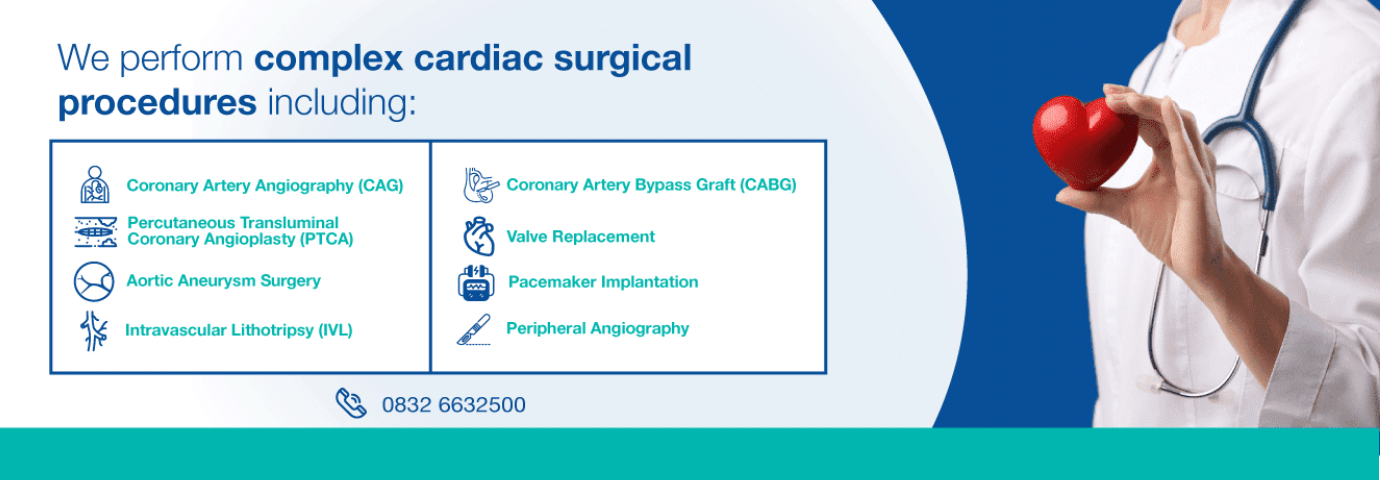 We perform complex cardiac surgical
procedures including:
Coronary Artery Angiography (CAG)
Percutaneous Transluminal
Coronary Angioplasty (PTCA)
Aortic Aneurysm Surgery
Intravascular Lithotripsy (IVL)
Coronary Artery Bypass Graft (CABG)
Valve Replacement
Pacemaker Implantation
Peripheral Angiography
0832 6632500